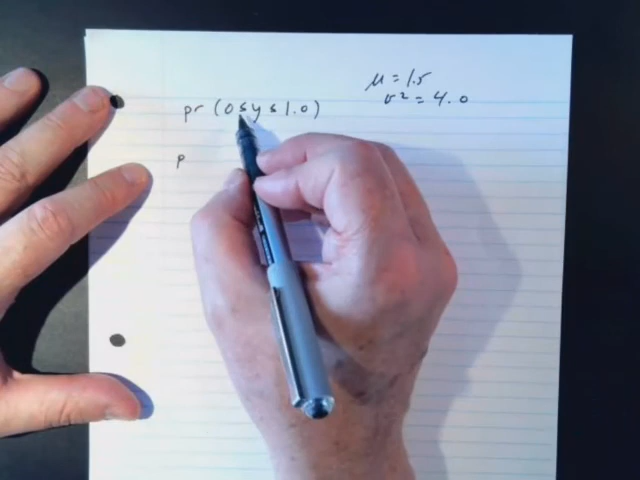 μ = 1.5
σ² = 4.0
pr (0 ≤ y ≤ 1.0)
p